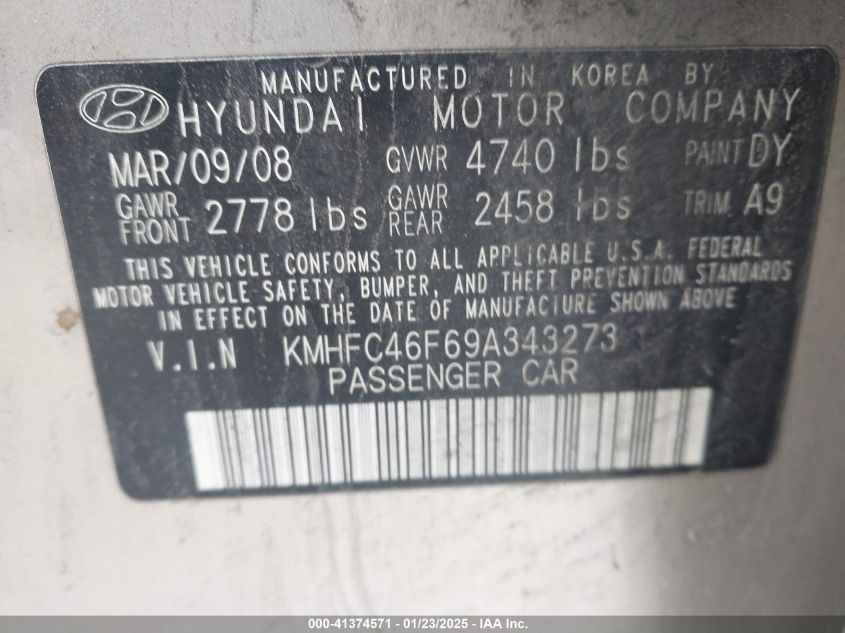 MANUFACTURED IN KOREA BY
HYUNDAI MOTOR COMPANY
MAR/09/08 GVWR 4740 lbs PAINT DY
GAWR FRONT 2778 lbs GAWR REAR 2458 lbs TRIM A9
THIS VEHICLE CONFORMS TO ALL APPLICABLE U.S.A. FEDERAL
MOTOR VEHICLE SAFETY, BUMPER, AND THEFT PREVENTION STANDARDS
IN EFFECT ON THE DATE OF MANUFACTURE SHOWN ABOVE
V.I.N KMHFC46F69A343273
PASSENGER CAR
000-41374571 - 01/23/2025 - IAA Inc.